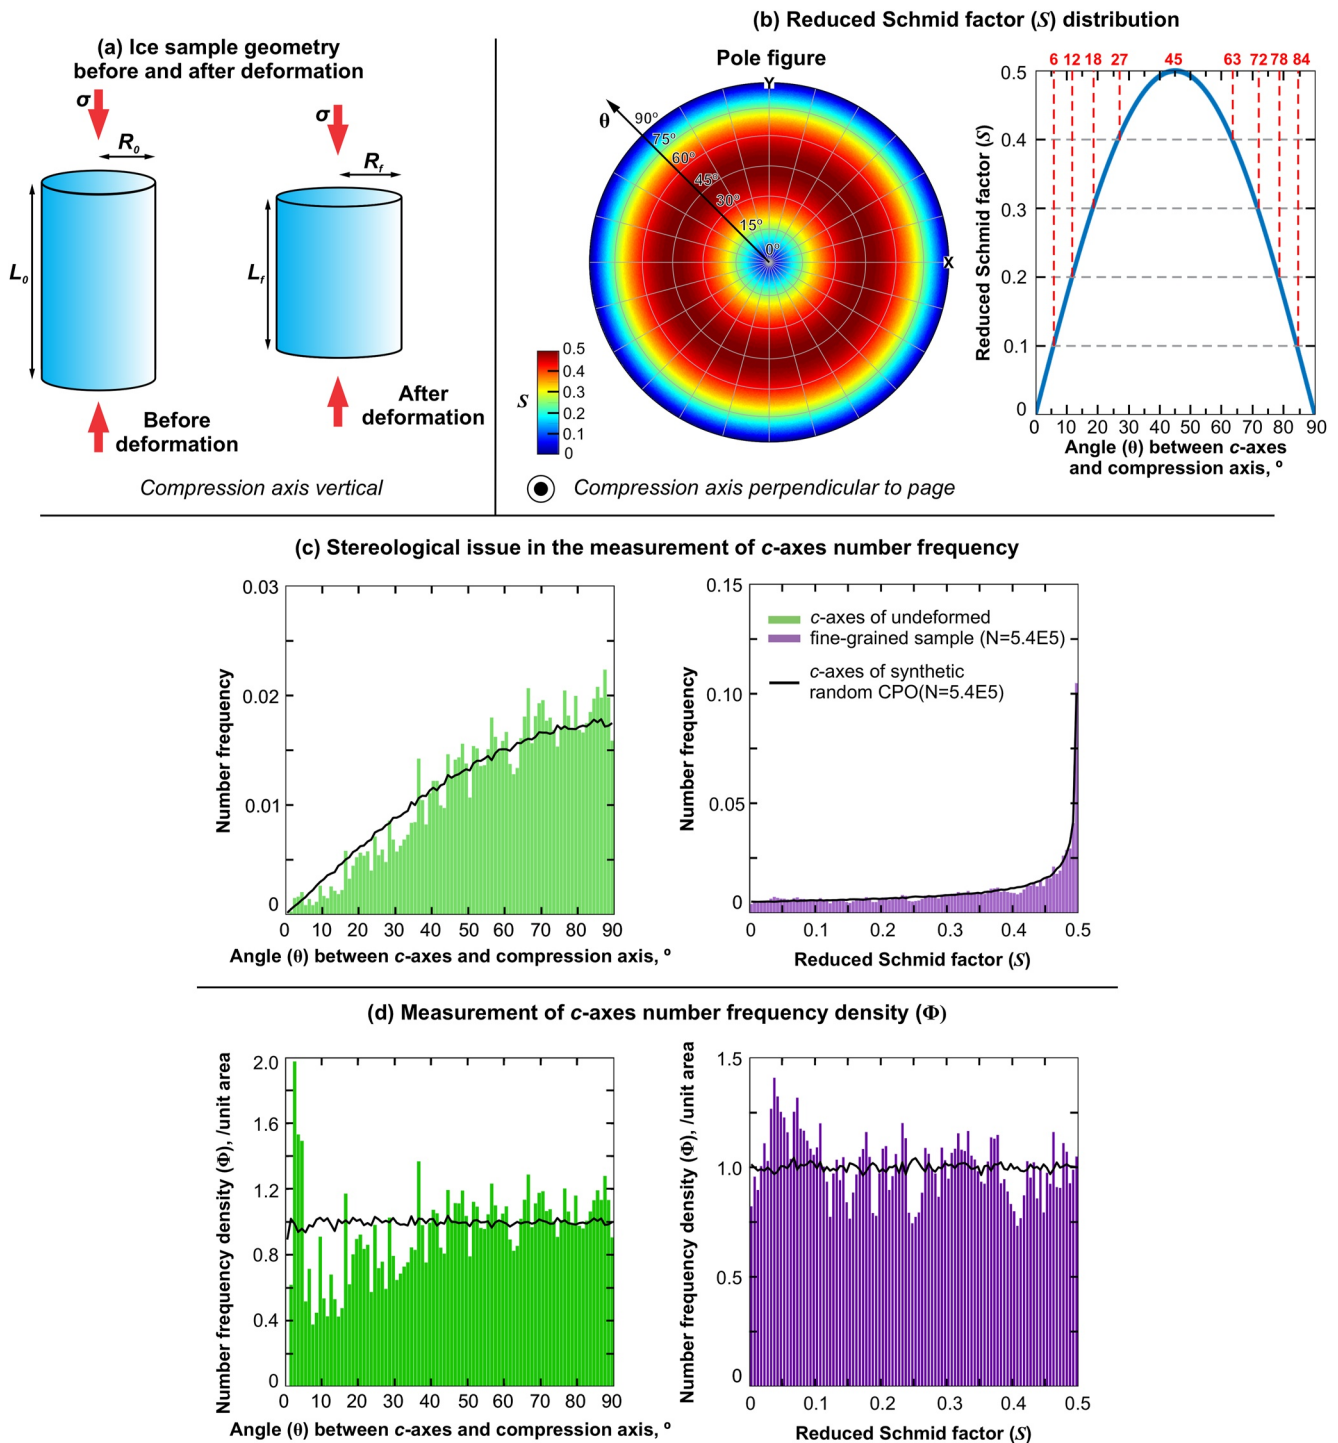 (a) Ice sample geometry
before and after deformation
σ
R₀
L₀
Before
deformation
σ
R_f
L_f
After
deformation
Compression axis vertical
(b) Reduced Schmid factor (S) distribution
Pole figure
Y
X
θ
90º
75º
60º
45º
30º
15º
0º
S
0.5
0.4
0.3
0.2
0.1
0
Compression axis perpendicular to page
6 12 18 27 45 63 72 78 84
Reduced Schmid factor (S)
0.5
0.4
0.3
0.2
0.1
0
0 10 20 30 40 50 60 70 80 90
Angle (θ) between c-axes
and compression axis, º
(c) Stereological issue in the measurement of c-axes number frequency
Number frequency
0.03
0.02
0.01
0
0 10 20 30 40 50 60 70 80 90
Angle (θ) between c-axes and compression axis, º
Number frequency
0.15
0.10
0.05
0
c-axes of undeformed
fine-grained sample (N=5.4E5)
c-axes of synthetic
random CPO(N=5.4E5)
0 0.1 0.2 0.3 0.4 0.5
Reduced Schmid factor (S)
(d) Measurement of c-axes number frequency density (Φ)
Number frequency density (Φ), /unit area
2.0
1.6
1.2
0.8
0.4
0
0 10 20 30 40 50 60 70 80 90
Angle (θ) between c-axes and compression axis, º
Number frequency density (Φ), /unit area
1.5
1.0
0.5
0
0 0.1 0.2 0.3 0.4 0.5
Reduced Schmid factor (S)